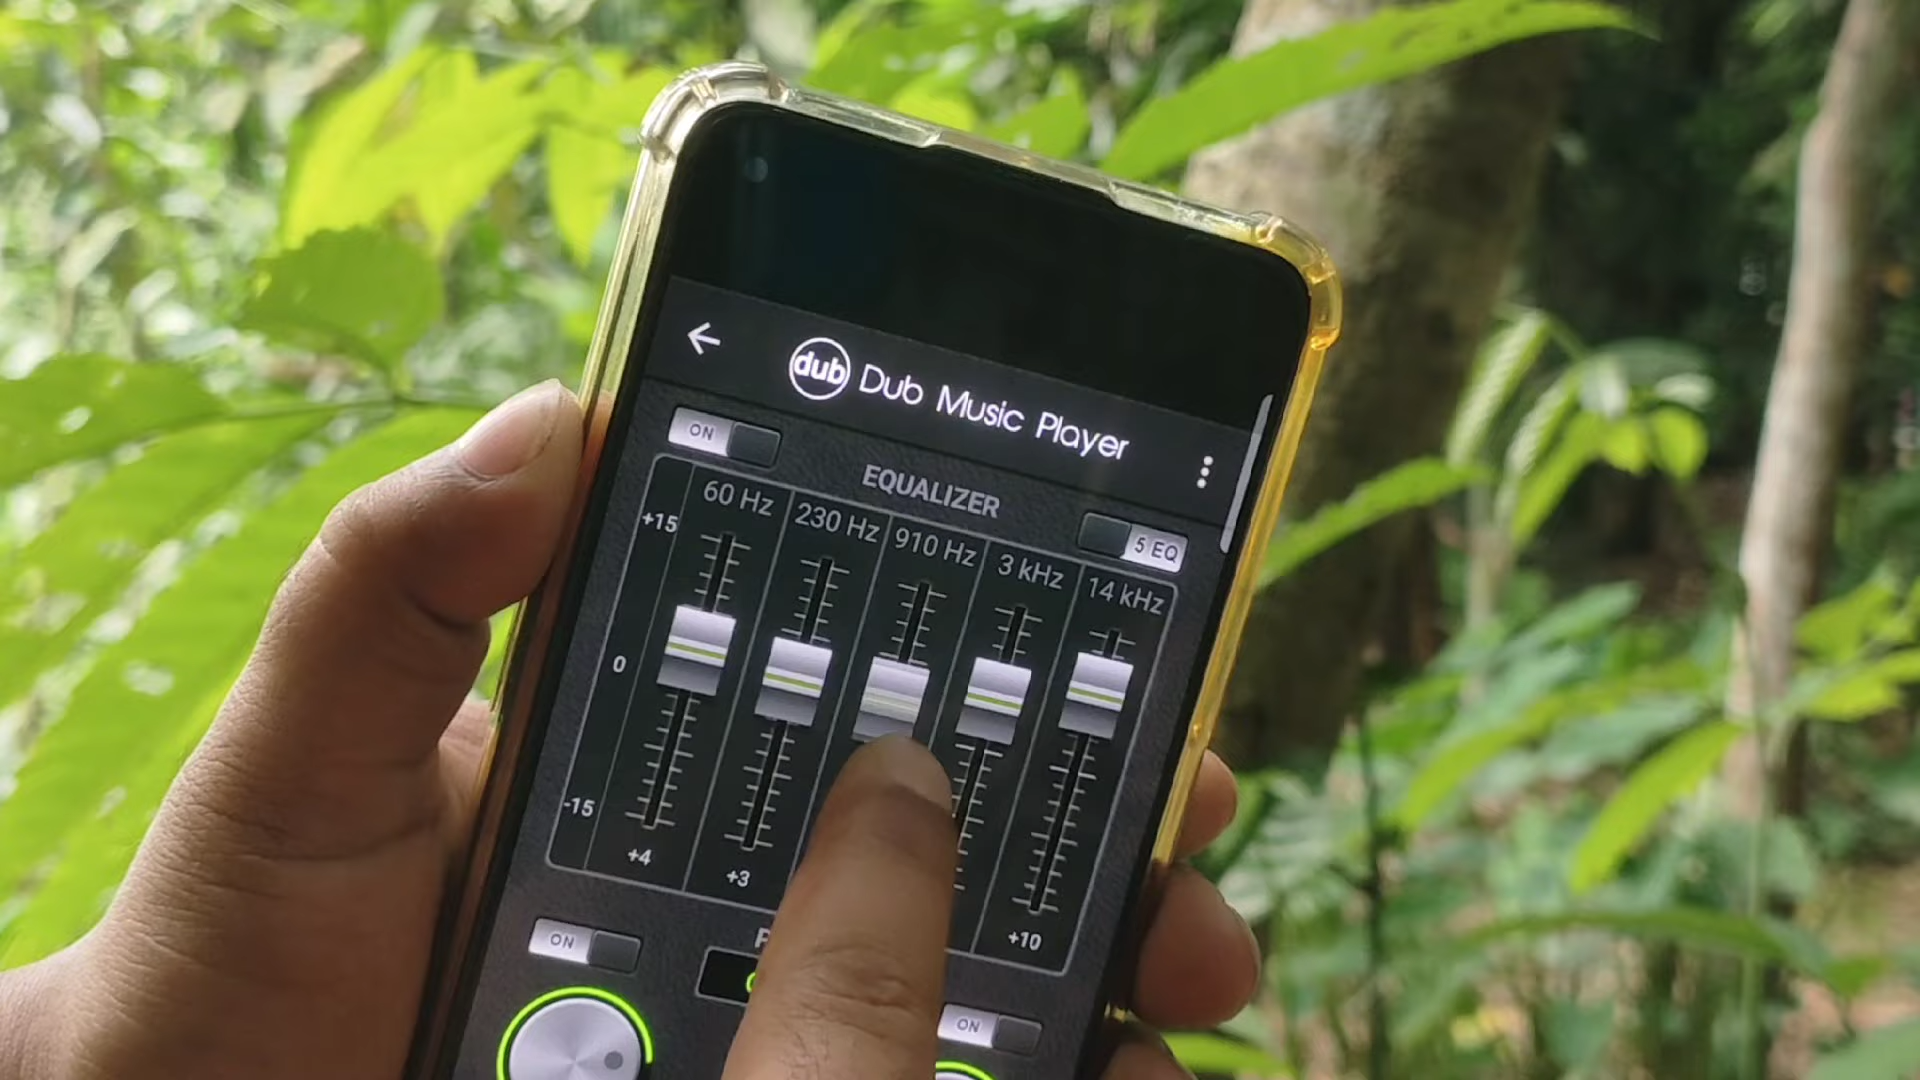 dub Dub Music Player
ON
EQUALIZER
5 EQ
60 Hz 230 Hz 910 Hz 3 kHz 14 kHz
+15
0
-15
+4 +3 +10
ON
ON